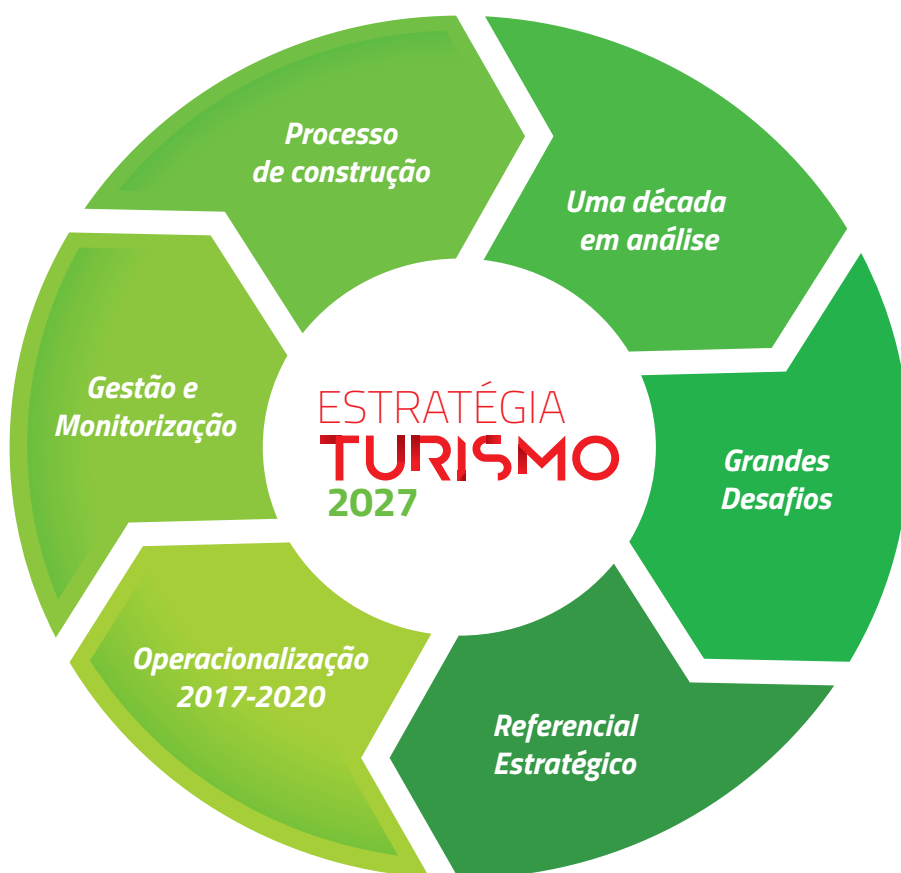 Processo
de construção
Uma década
em análise
Grandes
Desafios
Referencial
Estratégico
Operacionalização
2017-2020
Gestão e
Monitorização
ESTRATÉGIA
TURISMO
2027